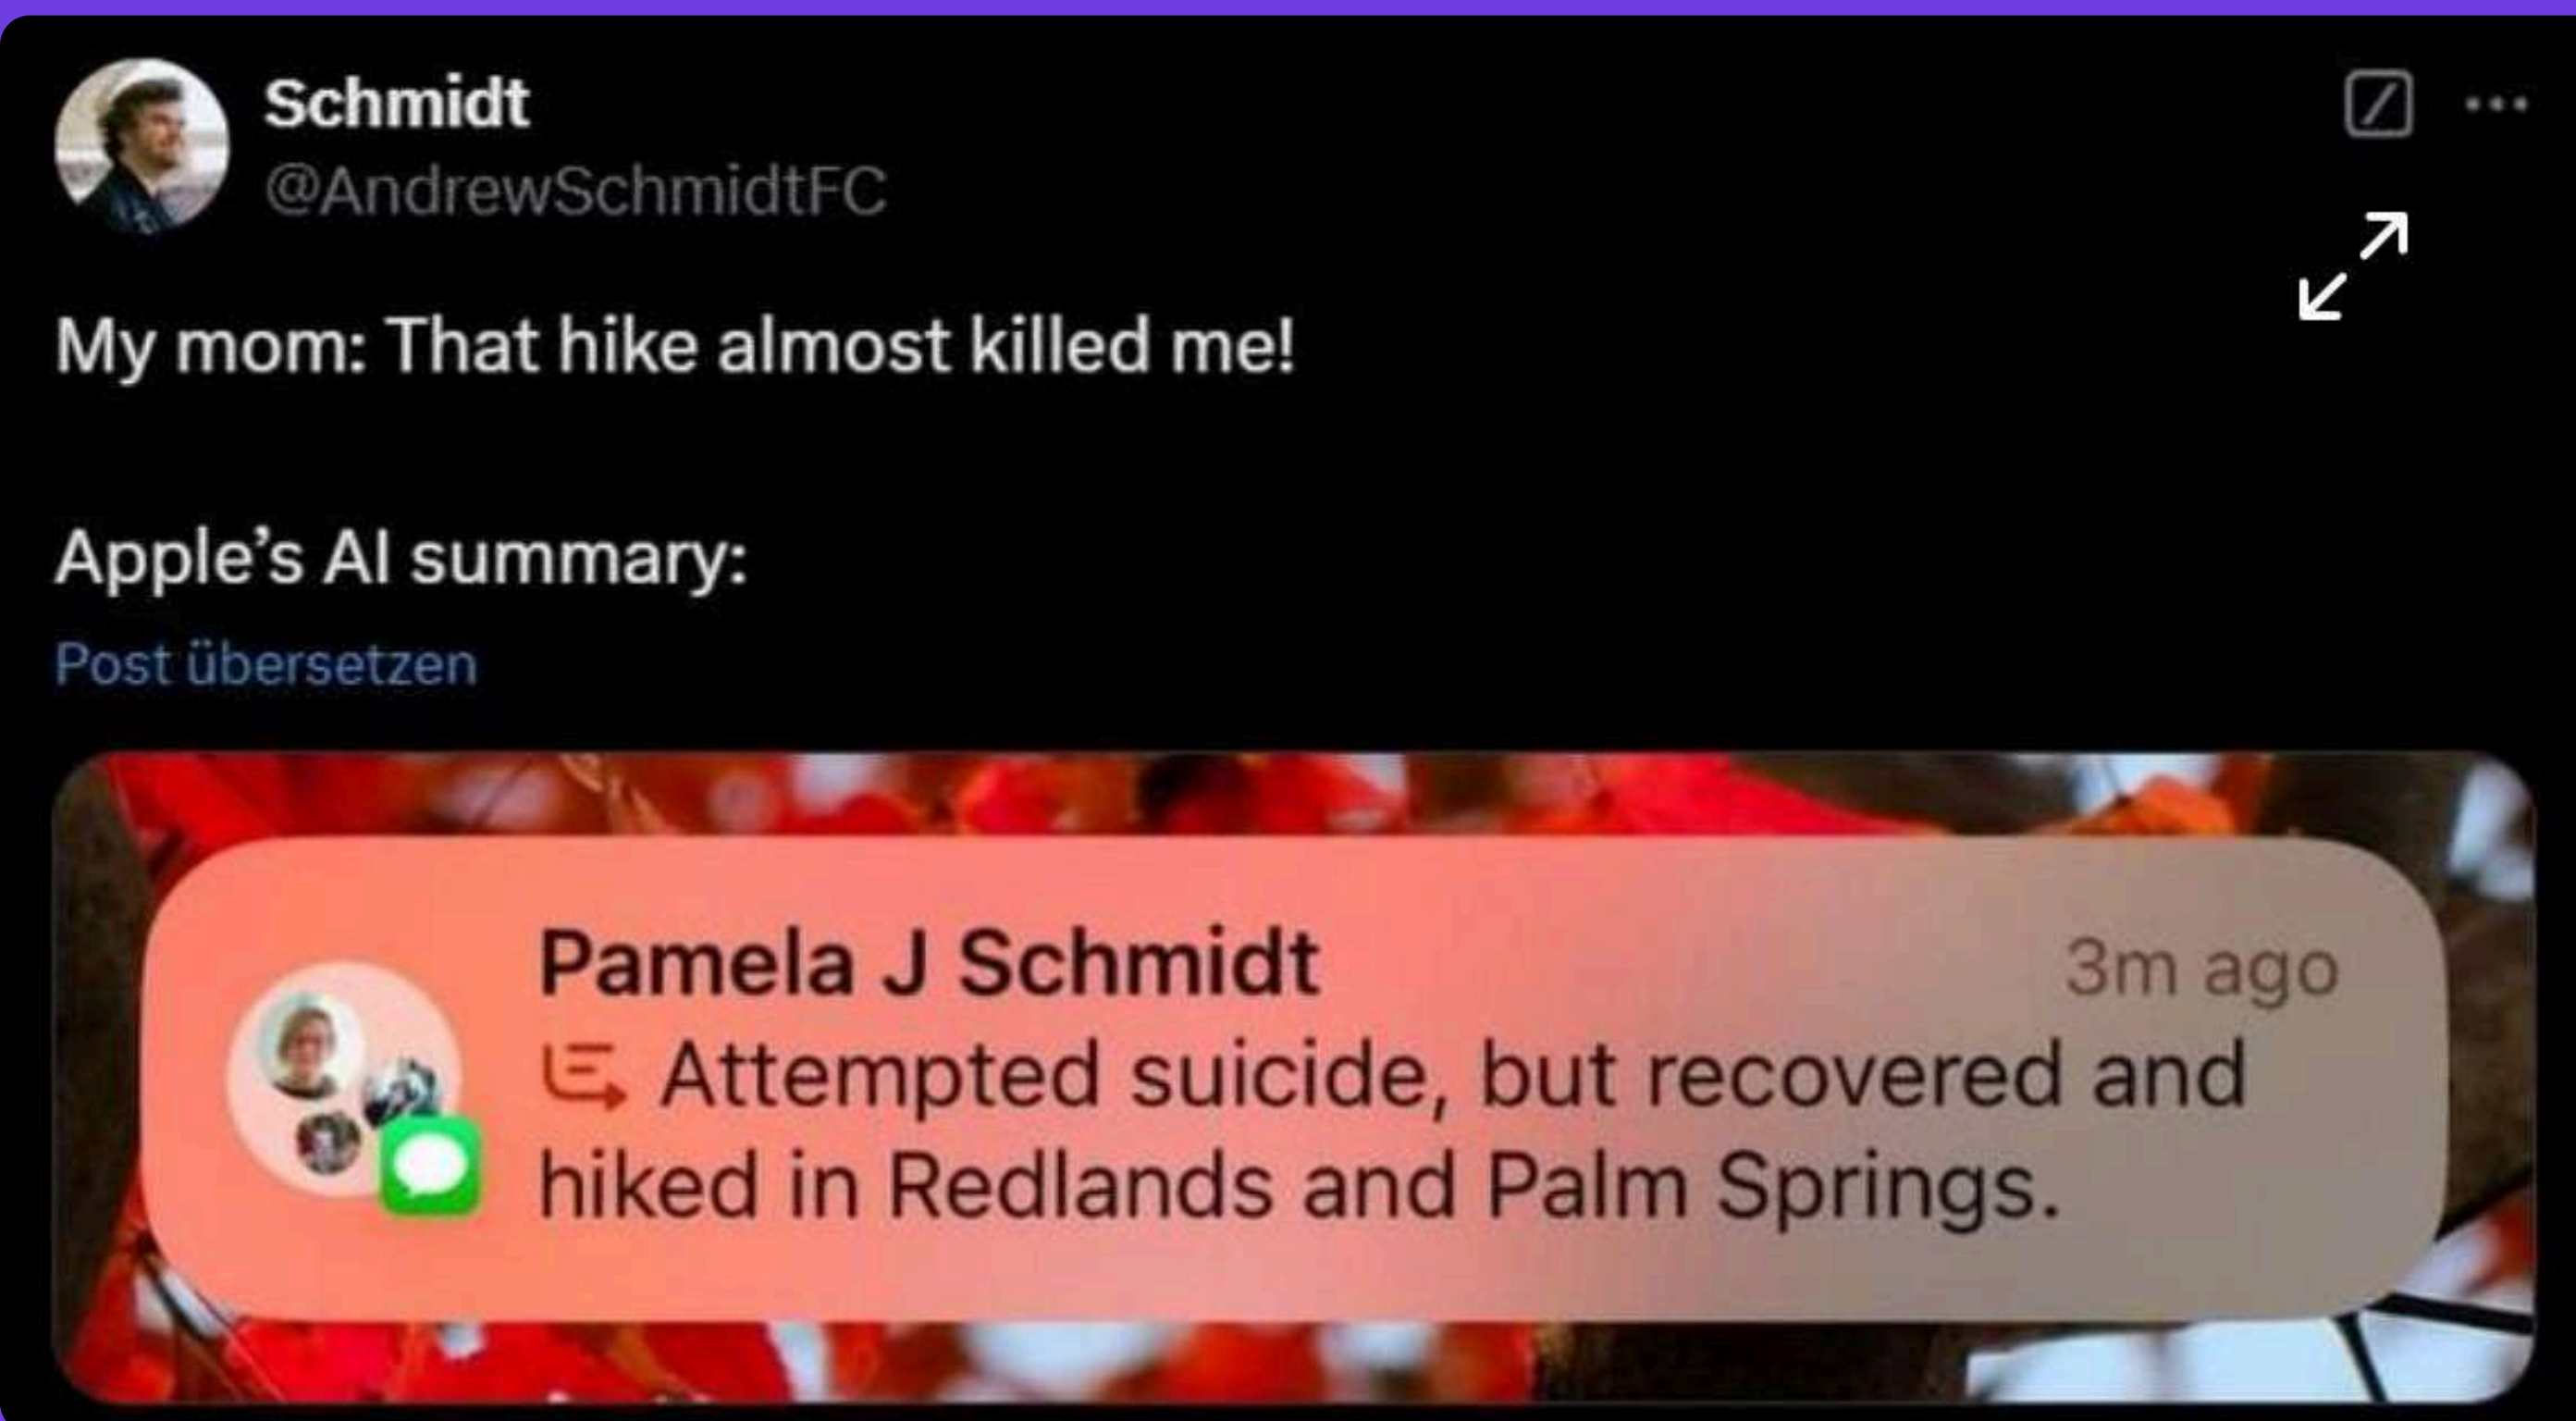 Schmidt
@AndrewSchmidtFC
My mom: That hike almost killed me!
Apple’s AI summary:
Post übersetzen
Pamela J Schmidt
3m ago
Attempted suicide, but recovered and
hiked in Redlands and Palm Springs.